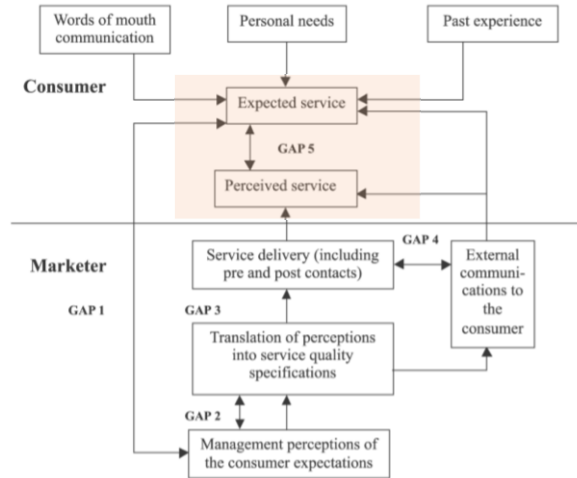 Words of mouth
communication
Personal needs
Past experience
Consumer
Expected service
GAP 5
Perceived service
Marketer
Service delivery (including
pre and post contacts)
GAP 4
External
communi-
cations to
the
consumer
GAP 1
GAP 3
Translation of perceptions
into service quality
specifications
GAP 2
Management perceptions of
the consumer expectations